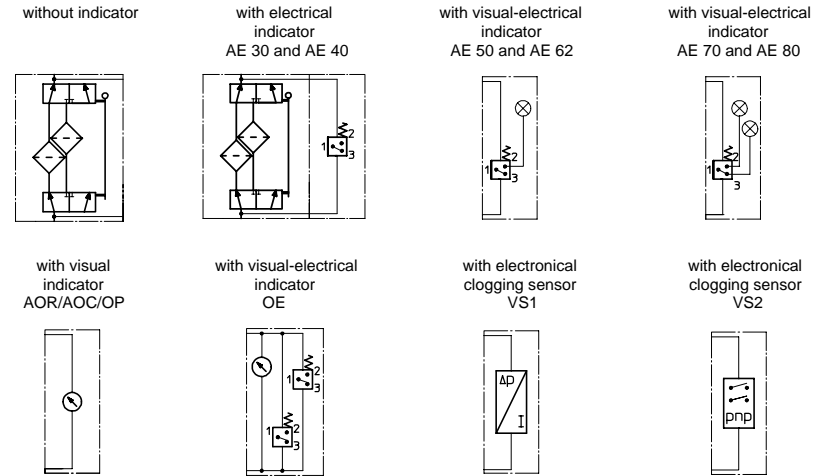 without indicator
with electrical
indicator
AE 30 and AE 40
with visual-electrical
indicator
AE 50 and AE 62
with visual-electrical
indicator
AE 70 and AE 80
1
2
3
1
2
3
1
2
3
with visual
indicator
AOR/AOC/OP
with visual-electrical
indicator
OE
with electronical
clogging sensor
VS1
with electronical
clogging sensor
VS2
1
2
3
1
2
3
Δp
I
pnp